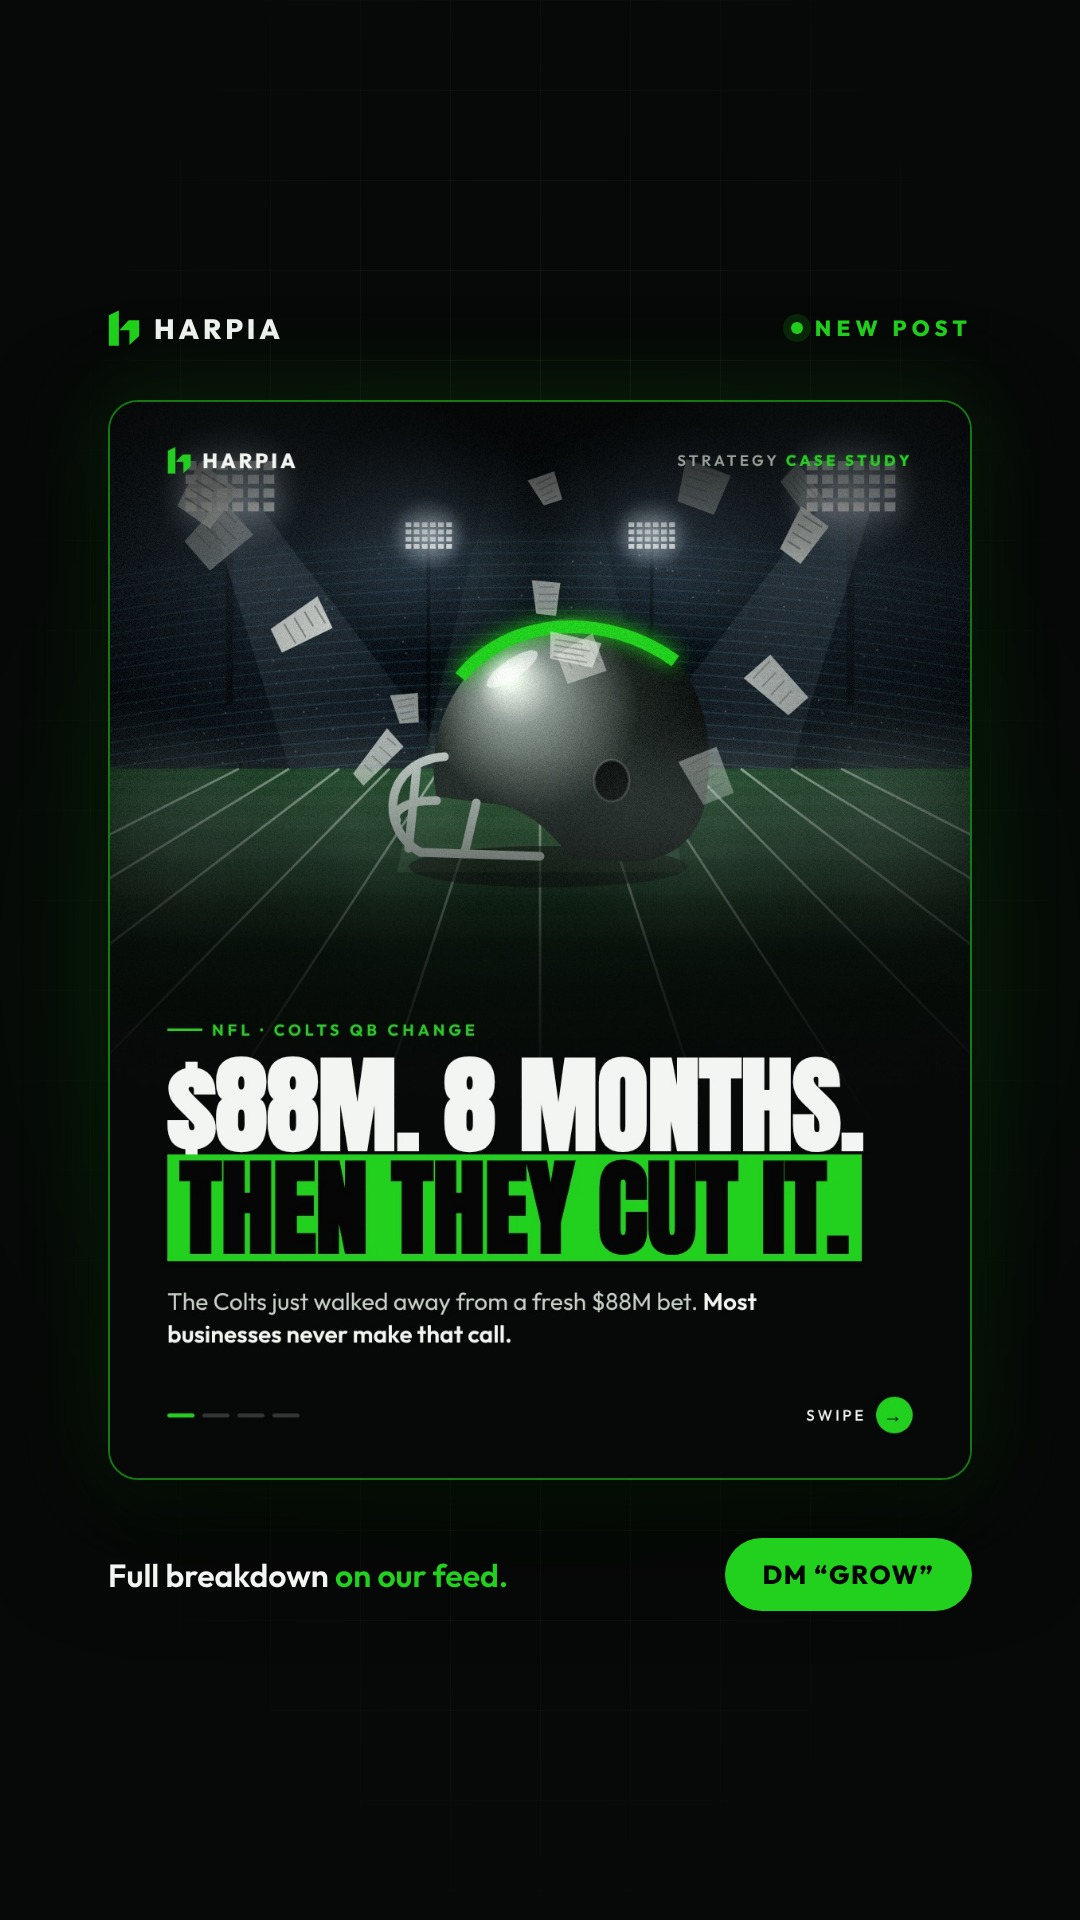 HARPIA
NEW POST
HARPIA
STRATEGY CASE STUDY
NFL · COLTS QB CHANGE
$88M. 8 MONTHS.
THEN THEY CUT IT.
The Colts just walked away from a fresh $88M bet. Most
businesses never make that call.
SWIPE →
Full breakdown on our feed.
DM “GROW”